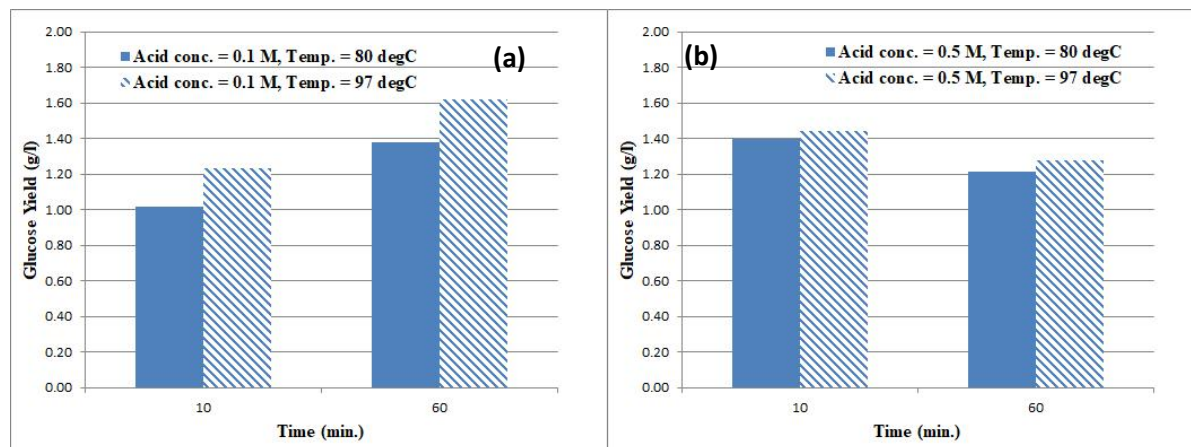 (a)
Acid conc. = 0.1 M, Temp. = 80 degC
Acid conc. = 0.1 M, Temp. = 97 degC
Glucose Yield (g/l)
2.00
1.80
1.60
1.40
1.20
1.00
0.80
0.60
0.40
0.20
0.00
10
60
Time (min.)
(b)
Acid conc. = 0.5 M, Temp. = 80 degC
Acid conc. = 0.5 M, Temp. = 97 degC
Glucose Yield (g/l)
2.00
1.80
1.60
1.40
1.20
1.00
0.80
0.60
0.40
0.20
0.00
10
60
Time (min.)